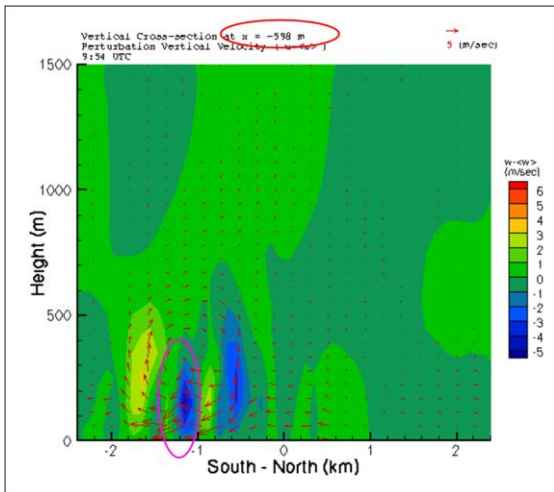 Vertical Cross-section at x = -598 m
Perturbation Vertical Velocity ( w-<w> )
9:54 UTC
5 (m/sec)
1500
1000
500
0
Height (m)
-2 -1 0 1 2
South - North (km)
w-<w>
(m/sec)
6
5
4
3
2
1
0
-1
-2
-3
-4
-5